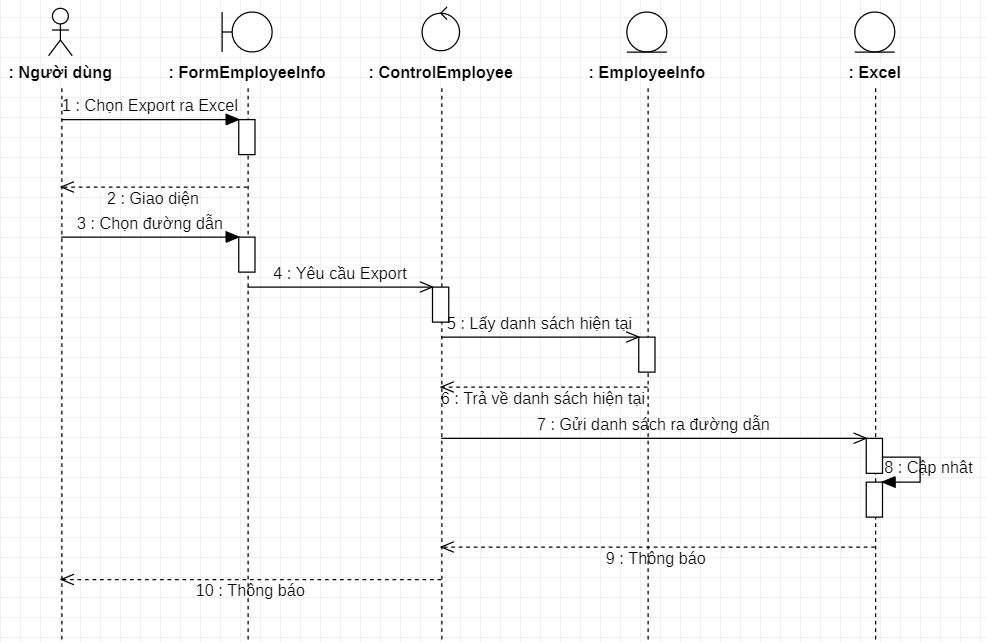 : Người dùng
: FormEmployeeInfo
: ControlEmployee
: EmployeeInfo
: Excel
1 : Chọn Export ra Excel
2 : Giao diện
3 : Chọn đường dẫn
4 : Yêu cầu Export
5 : Lấy danh sách hiện tại
6 : Trả về danh sách hiện tại
7 : Gửi danh sách ra đường dẫn
8 : Cập nhât
9 : Thông báo
10 : Thông báo